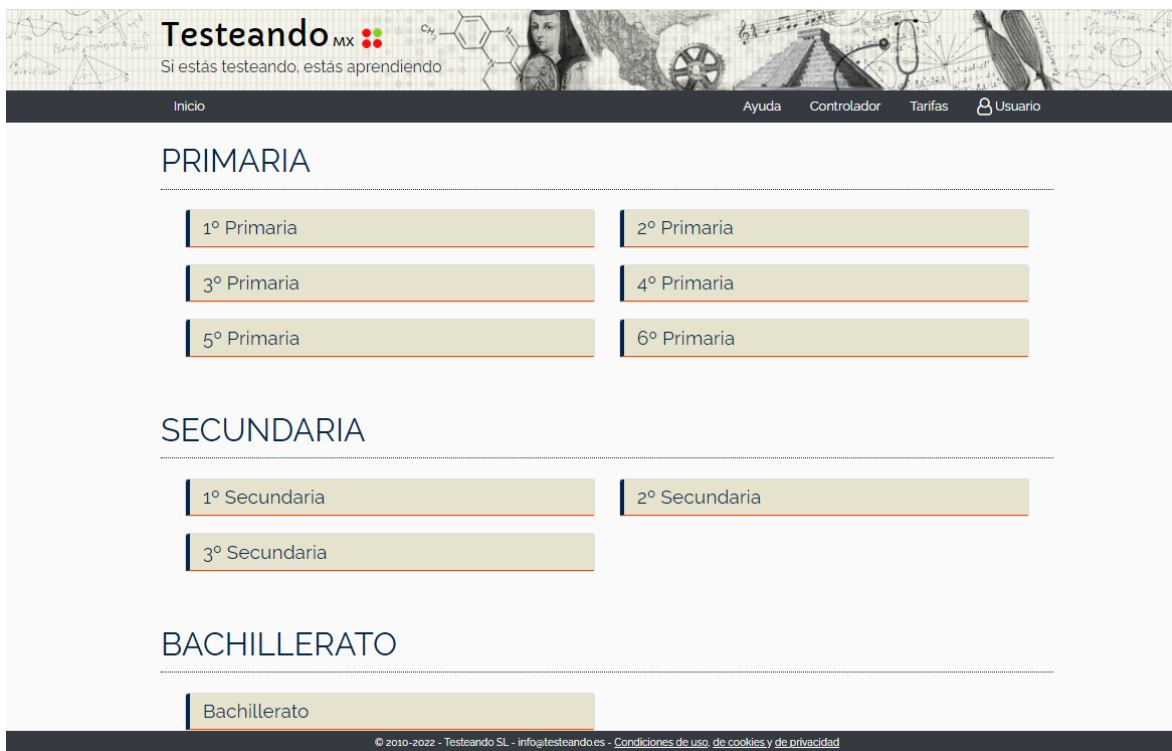 Testeando MX
CH3
Si estás testeando, estás aprendiendo
Inicio Ayuda Controlador Tarifas Usuario
PRIMARIA
1º Primaria 2º Primaria
3º Primaria 4º Primaria
5º Primaria 6º Primaria
SECUNDARIA
1º Secundaria 2º Secundaria
3º Secundaria
BACHILLERATO
Bachillerato
© 2010-2022 - Testeando SL - info@testeando.es - Condiciones de uso, de cookies y de privacidad